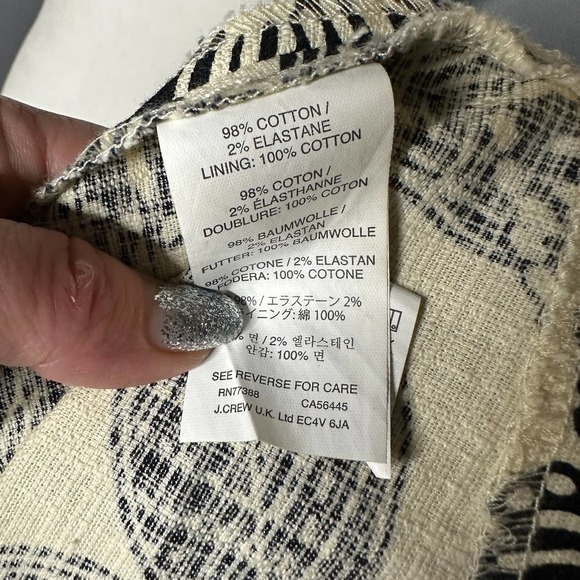 98% COTTON /
2% ELASTANE
LINING: 100% COTTON
98% COTON /
2% ÉLASTHANNE
DOUBLURE: 100% COTON
98% BAUMWOLLE /
2% ELASTAN
FUTTER: 100% BAUMWOLLE
98% COTONE / 2% ELASTAN
FODERA: 100% COTONE
98% / エラステーン 2%
イニング: 綿 100%
% 면 / 2% 엘라스테인
안감: 100% 면
SEE REVERSE FOR CARE
RN77388 CA56445
J.CREW U.K. Ltd EC4V 6JA